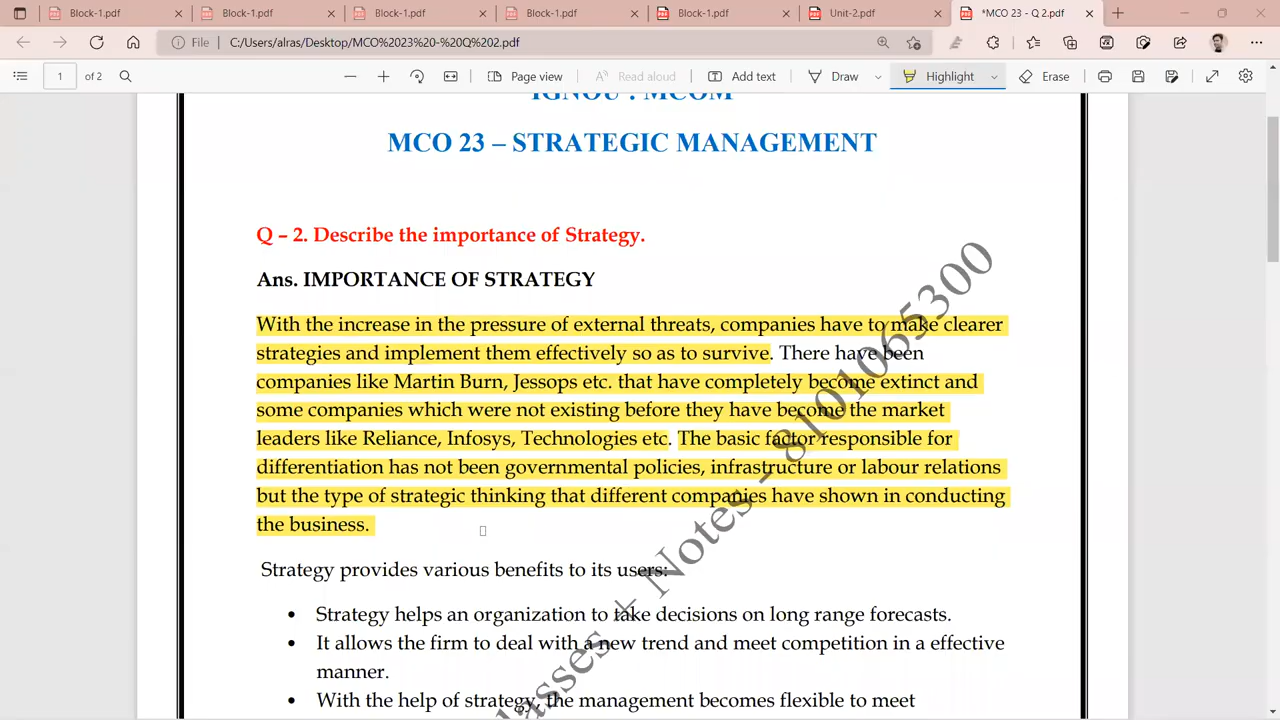 Block-1.pdf
Block-1.pdf
Block-1.pdf
Block-1.pdf
Block-1.pdf
Unit-2.pdf
*MCO 23 - Q 2.pdf
File
C:/Users/alras/Desktop/MCO%2023%20-%20Q%202.pdf
1 of 2
Page view
Read aloud
Add text
Draw
Highlight
Erase
IGNOU : MCOM
MCO 23 – STRATEGIC MANAGEMENT
Q – 2. Describe the importance of Strategy.
Ans. IMPORTANCE OF STRATEGY
With the increase in the pressure of external threats, companies have to make clearer
strategies and implement them effectively so as to survive. There have been
companies like Martin Burn, Jessops etc. that have completely become extinct and
some companies which were not existing before they have become the market
leaders like Reliance, Infosys, Technologies etc. The basic factor responsible for
differentiation has not been governmental policies, infrastructure or labour relations
but the type of strategic thinking that different companies have shown in conducting
the business.
Strategy provides various benefits to its users:
• Strategy helps an organization to take decisions on long range forecasts.
• It allows the firm to deal with a new trend and meet competition in a effective
manner.
• With the help of strategy, the management becomes flexible to meet
+ Notes - 8101065300